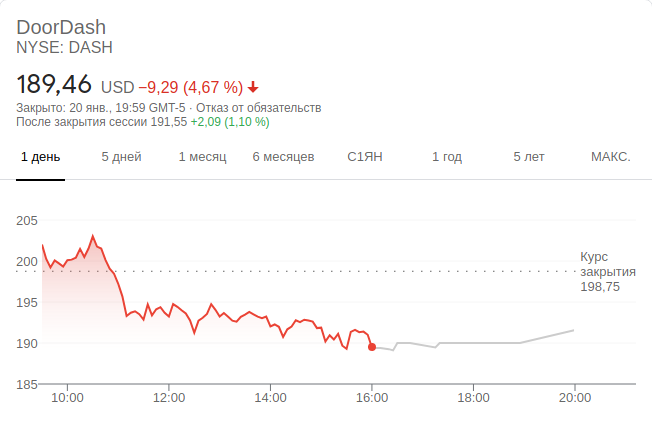 DoorDash
NYSE: DASH
189,46 USD −9,29 (4,67 %)
Закрыто: 20 янв., 19:59 GMT-5 · Отказ от обязательств
После закрытия сессии 191,55 +2,09 (1,10 %)
1 день 5 дней 1 месяц 6 месяцев С1ЯН 1 год 5 лет МАКС.
205
200
195
190
185
Курс
закрытия
198,75
10:00 12:00 14:00 16:00 18:00 20:00